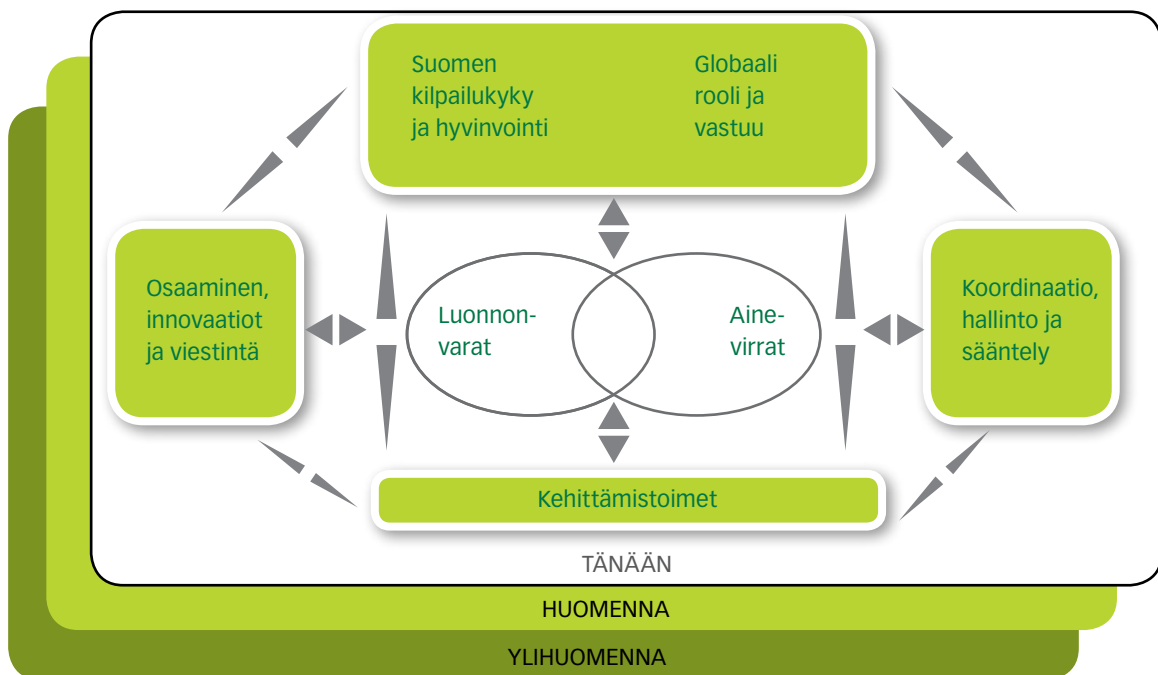 Suomen
kilpailukyky
ja hyvinvointi
Globaali
rooli ja
vastuu
Osaaminen,
innovaatiot
ja viestintä
Luonnon-
varat
Aine-
virrat
Koordinaatio,
hallinto ja
sääntely
Kehittämistoimet
TÄNÄÄN
HUOMENNA
YLIHUOMENNA